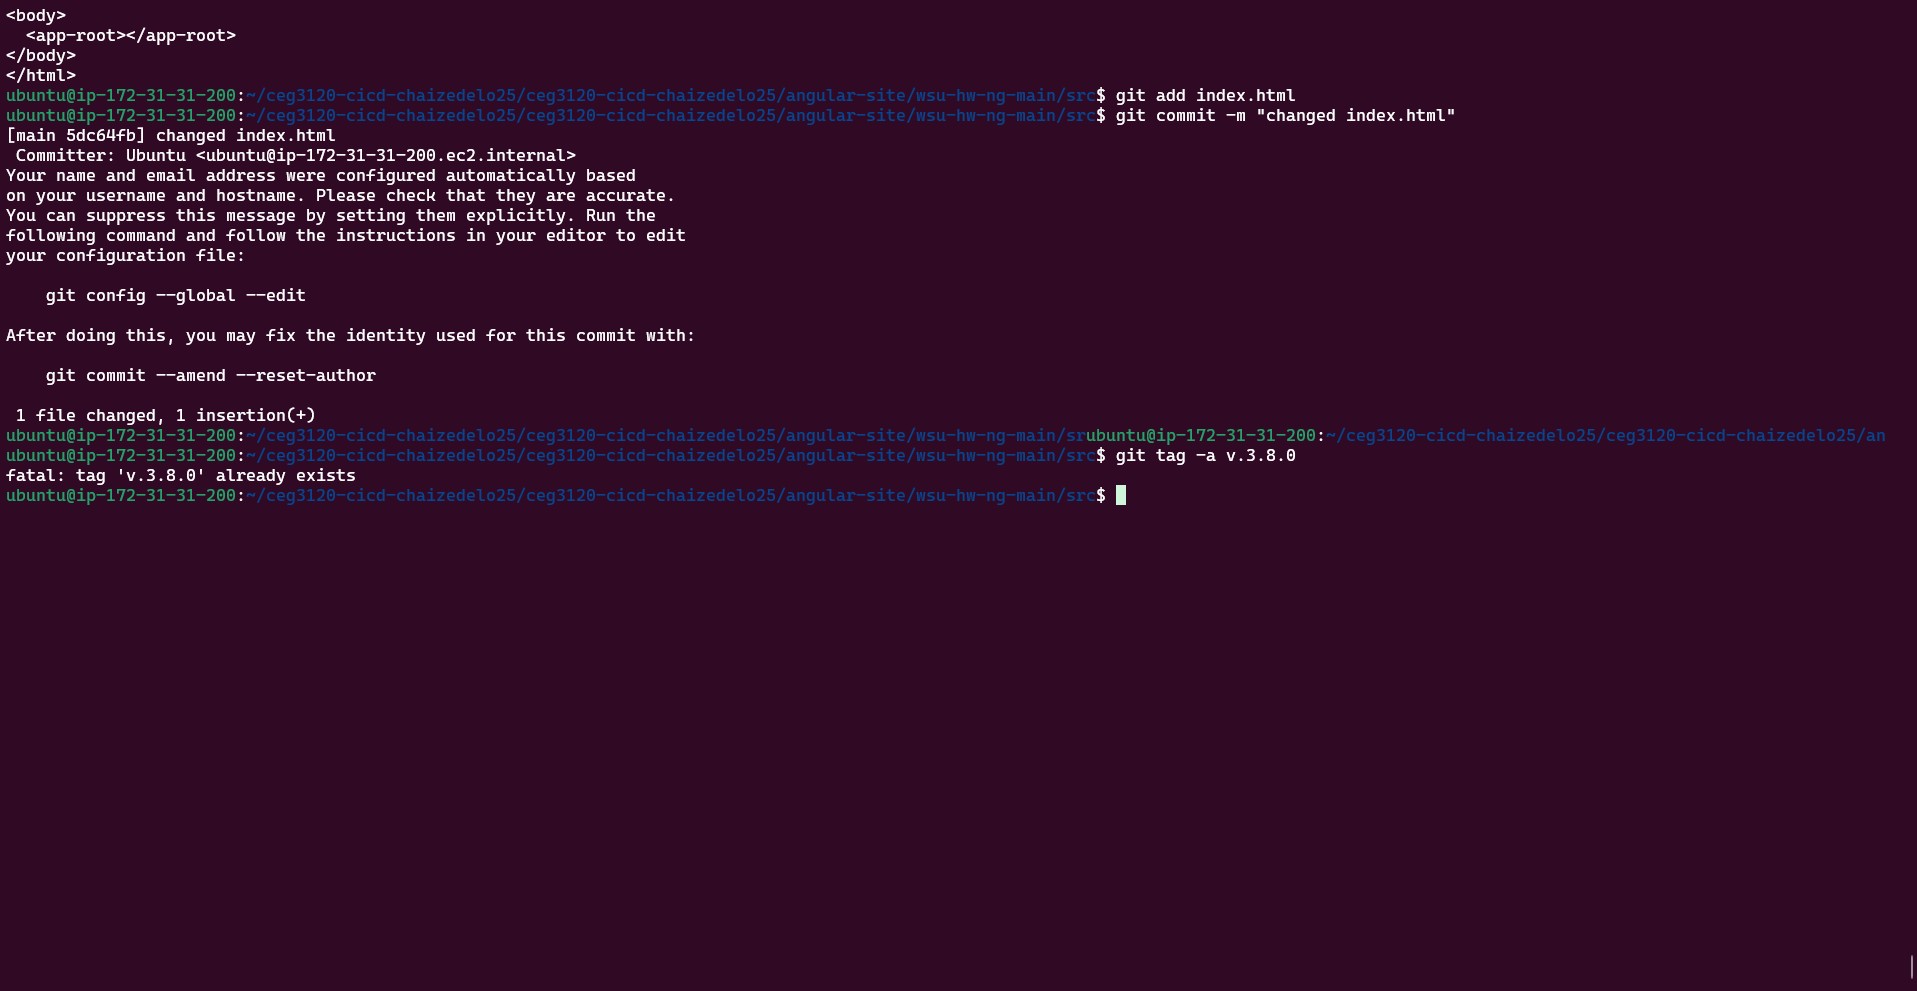 <body>
  <app-root></app-root>
</body>
</html>
ubuntu@ip-172-31-31-200:~/ceg3120-cicd-chaizedelo25/ceg3120-cicd-chaizedelo25/angular-site/wsu-hw-ng-main/src$ git add index.html
ubuntu@ip-172-31-31-200:~/ceg3120-cicd-chaizedelo25/ceg3120-cicd-chaizedelo25/angular-site/wsu-hw-ng-main/src$ git commit -m "changed index.html"
[main 5dc64fb] changed index.html
 Committer: Ubuntu <ubuntu@ip-172-31-31-200.ec2.internal>
Your name and email address were configured automatically based
on your username and hostname. Please check that they are accurate.
You can suppress this message by setting them explicitly. Run the
following command and follow the instructions in your editor to edit
your configuration file:

    git config --global --edit

After doing this, you may fix the identity used for this commit with:

    git commit --amend --reset-author

 1 file changed, 1 insertion(+)
ubuntu@ip-172-31-31-200:~/ceg3120-cicd-chaizedelo25/ceg3120-cicd-chaizedelo25/angular-site/wsu-hw-ng-main/srubuntu@ip-172-31-31-200:~/ceg3120-cicd-chaizedelo25/ceg3120-cicd-chaizedelo25/an
ubuntu@ip-172-31-31-200:~/ceg3120-cicd-chaizedelo25/ceg3120-cicd-chaizedelo25/angular-site/wsu-hw-ng-main/src$ git tag -a v.3.8.0
fatal: tag 'v.3.8.0' already exists
ubuntu@ip-172-31-31-200:~/ceg3120-cicd-chaizedelo25/ceg3120-cicd-chaizedelo25/angular-site/wsu-hw-ng-main/src$